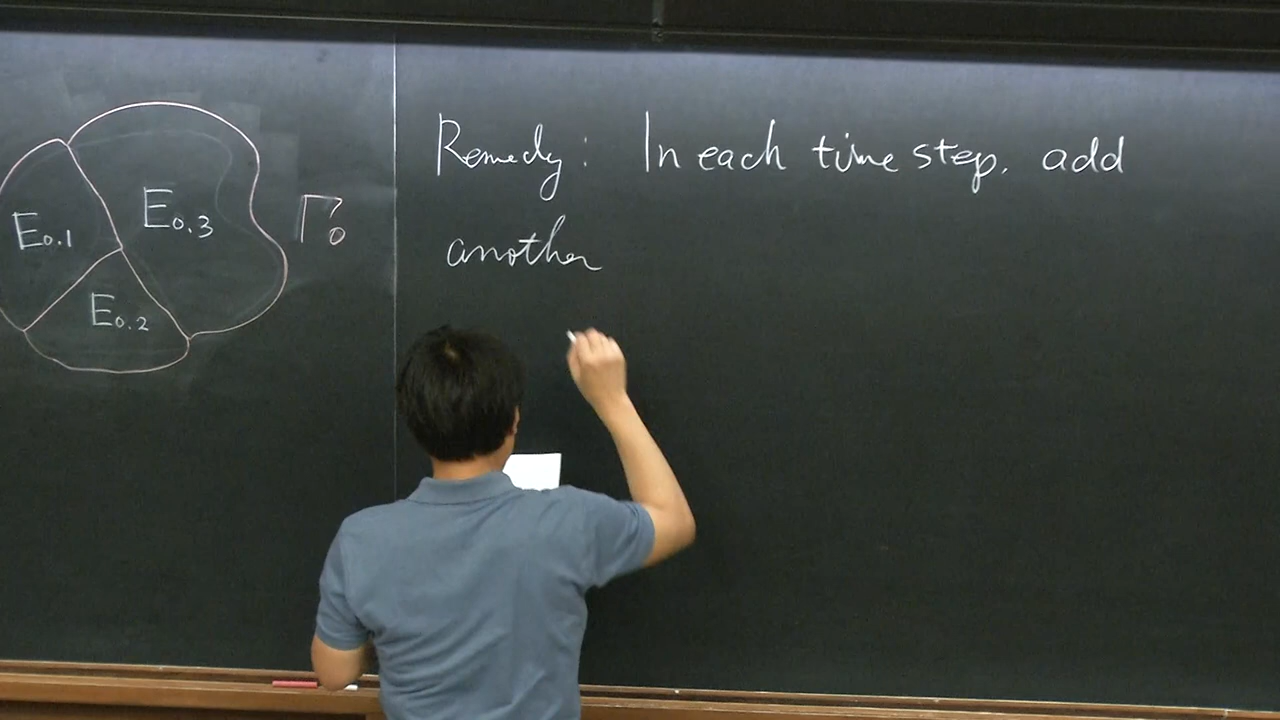 Remedy : In each time step, add
another
E0.1
E0.3
E0.2
Γ0